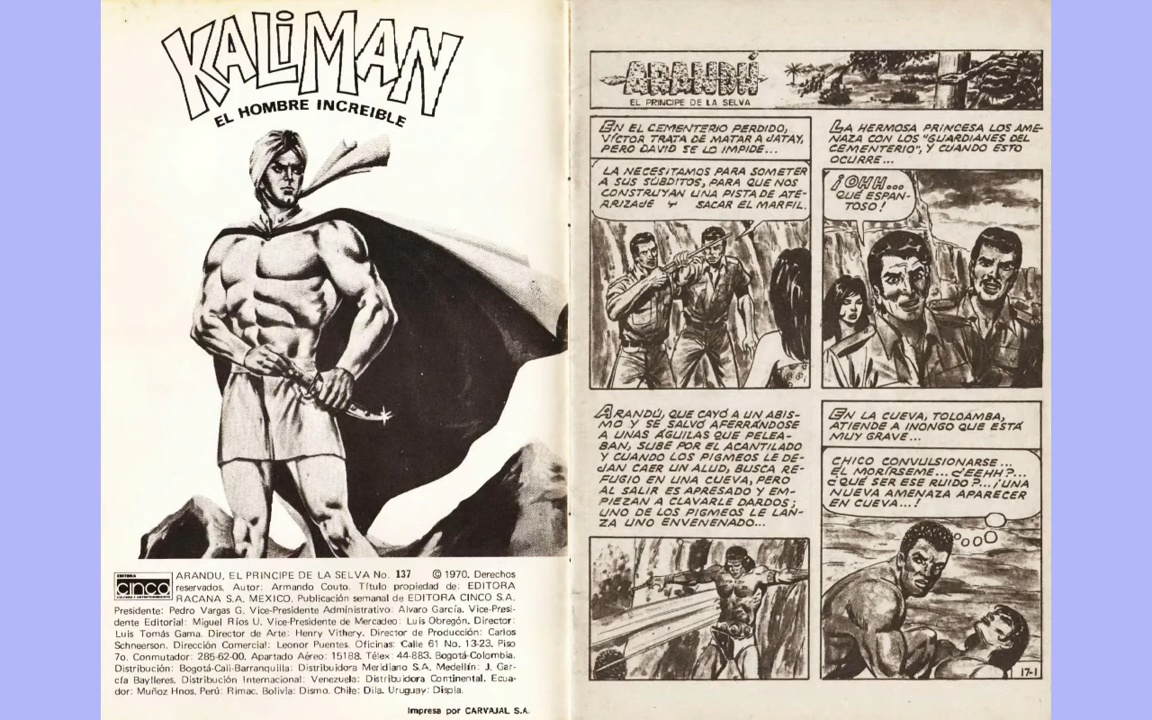 KALIMAN
EL HOMBRE INCREIBLE
EDITORA
CINCO
ARANDU, EL PRINCIPE DE LA SELVA No. 137 © 1970. Derechos
reservados. Autor: Armando Couto. Título propiedad de: EDITORA
RACANA S.A. MEXICO. Publicación semanal de EDITORA CINCO S.A.
Presidente: Pedro Vargas G. Vice-Presidente Administrativo: Alvaro García. Vice-Presi-
dente Editorial: Miguel Ríos U. Vice-Presidente de Mercadeo: Luis Obregón. Director:
Luis Tomás Gama. Director de Arte: Henry Vithery. Director de Producción: Carlos
Schneerson. Dirección Comercial: Leonor Puentes. Oficinas: Calle 61 No. 13-23. Piso
7o. Conmutador: 285-62-00. Apartado Aéreo: 15188. Télex: 44-883. Bogotá-Colombia.
Distribución: Bogotá-Cali-Barranquilla: Distribuidora Meridiano S.A. Medellín: J. Gar-
cía Baylleres. Distribución Internacional: Venezuela: Distribuidora Continental. Ecua-
dor: Muñoz Hnos. Perú: Rimac. Bolivia: Dismo. Chile: Dila. Uruguay: Displa.
Impresa por CARVAJAL S.A.
ARANDÚ
EL PRINCIPE DE LA SELVA
EN EL CEMENTERIO PERDIDO,
VÍCTOR TRATA DE MATAR A JATAY,
PERO DAVID SE LO IMPIDE...
LA NECESITAMOS PARA SOMETER
A SUS SÚBDITOS, PARA QUE NOS
CONSTRUYAN UNA PISTA DE ATE-
RRIZAJE Y SACAR EL MARFIL.
LA HERMOSA PRINCESA LOS AME-
NAZA CON LOS "GUARDIANES DEL
CEMENTERIO", Y CUANDO ESTO
OCURRE...
¡OHH...
QUÉ ESPAN-
TOSO!
ARANDÚ, QUE CAYÓ A UN ABIS-
MO Y SE SALVÓ AFERRÁNDOSE
A UNAS ÁGUILAS QUE PELEA-
BAN, SUBE POR EL ACANTILADO
Y CUANDO LOS PIGMEOS LE DE-
JAN CAER UN ALUD, BUSCA RE-
FUGIO EN UNA CUEVA, PERO
AL SALIR ES APRESADO Y EM-
PIEZAN A CLAVARLE DARDOS;
UNO DE LOS PIGMEOS LE LAN-
ZA UNO ENVENENADO...
EN LA CUEVA, TOLOAMBA,
ATIENDE A INONGO QUE ESTÁ
MUY GRAVE...
CHICO CONVULSIONARSE...
EL MORÍRSEME... ¿EEHH?...
¿QUÉ SER ESE RUIDO?... ¡UNA
NUEVA AMENAZA APARECER
EN CUEVA...!
17-1